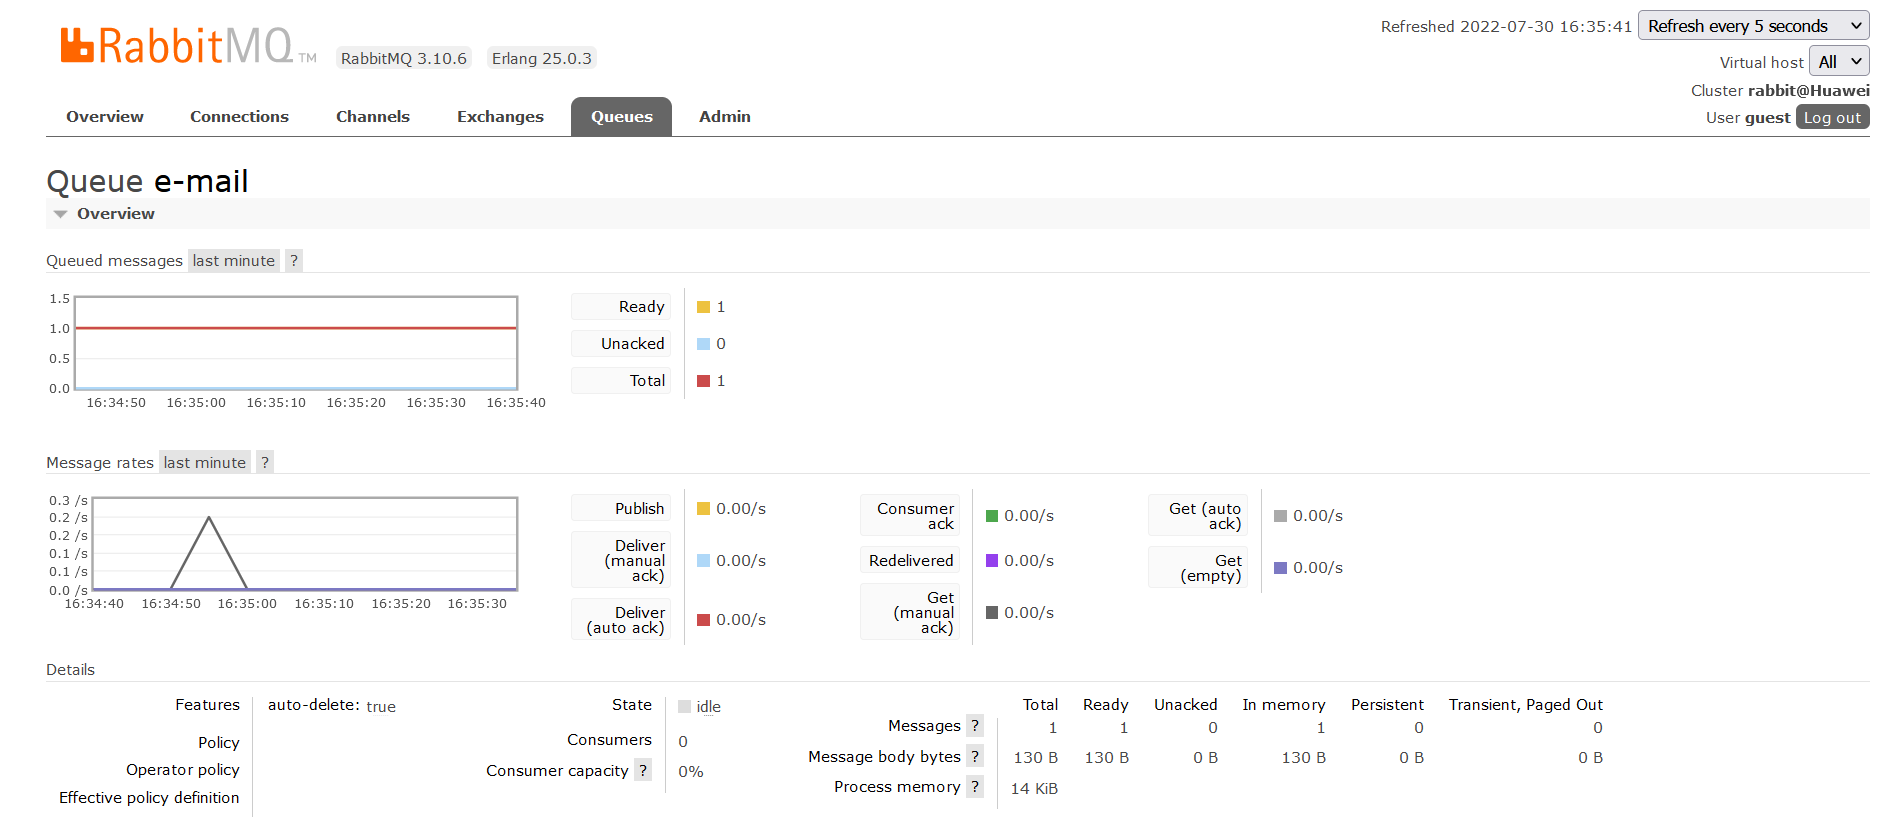 RabbitMQ TM RabbitMQ 3.10.6 Erlang 25.0.3
Refreshed 2022-07-30 16:35:41 Refresh every 5 seconds
Virtual host All
Cluster rabbit@Huawei
User guest Log out
Overview Connections Channels Exchanges Queues Admin
Queue e-mail
Overview
Queued messages last minute ?
1.5
1.0
0.5
0.0
16:34:50 16:35:00 16:35:10 16:35:20 16:35:30 16:35:40
Ready 1
Unacked 0
Total 1
Message rates last minute ?
0.3 /s
0.2 /s
0.2 /s
0.1 /s
0.1 /s
0.0 /s
16:34:40 16:34:50 16:35:00 16:35:10 16:35:20 16:35:30
Publish 0.00/s
Deliver
(manual 0.00/s
ack)
Deliver
(auto ack) 0.00/s
Consumer
ack 0.00/s
Redelivered 0.00/s
Get
(manual 0.00/s
ack)
Get (auto
ack) 0.00/s
Get
(empty) 0.00/s
Details
Features auto-delete: true
Policy
Operator policy
Effective policy definition
State idle
Consumers 0
Consumer capacity ? 0%
Total Ready Unacked In memory Persistent Transient, Paged Out
Messages ? 1 1 0 1 0 0
Message body bytes ? 130 B 130 B 0 B 130 B 0 B 0 B
Process memory ? 14 KiB